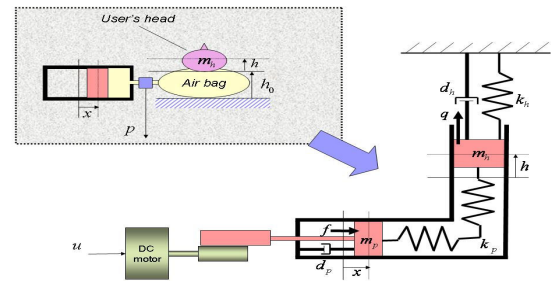 User's head
m_h
h
Air bag
h_0
x
p
d_h
k_h
q
m_h
h
f
m_p
k_p
u
DC
motor
d_p
x